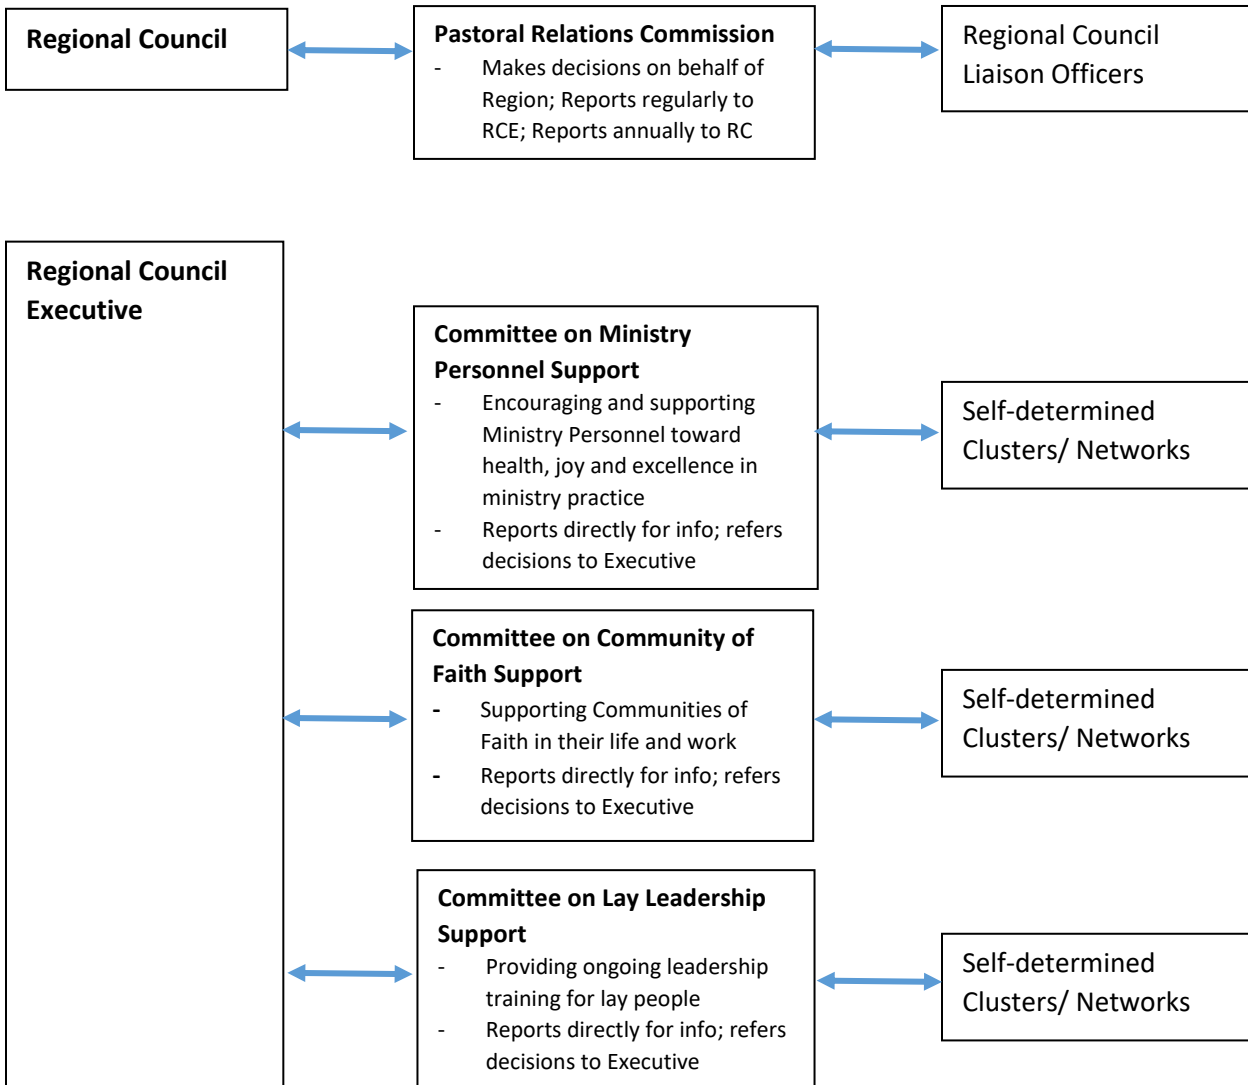 Regional Council
Pastoral Relations Commission
- Makes decisions on behalf of
Region; Reports regularly to
RCE; Reports annually to RC
Regional Council
Liaison Officers
Regional Council
Executive
Committee on Ministry
Personnel Support
- Encouraging and supporting
Ministry Personnel toward
health, joy and excellence in
ministry practice
- Reports directly for info; refers
decisions to Executive
Self-determined
Clusters/ Networks
Committee on Community of
Faith Support
- Supporting Communities of
Faith in their life and work
- Reports directly for info; refers
decisions to Executive
Self-determined
Clusters/ Networks
Committee on Lay Leadership
Support
- Providing ongoing leadership
training for lay people
- Reports directly for info; refers
decisions to Executive
Self-determined
Clusters/ Networks